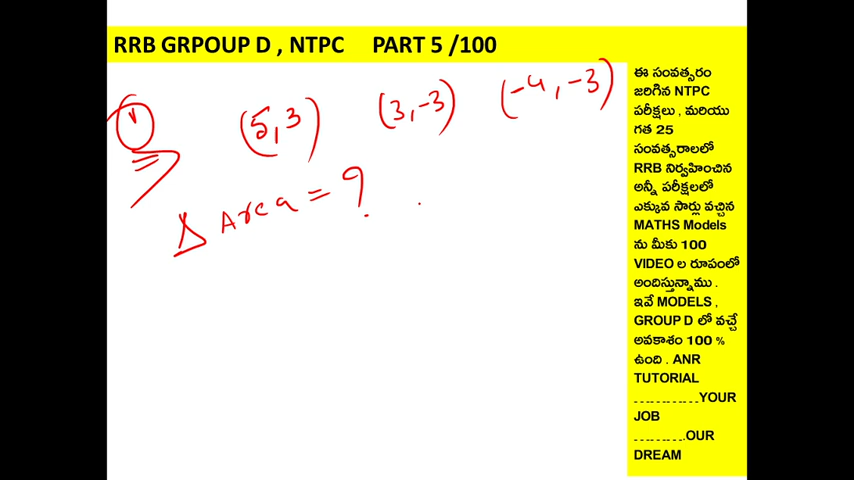 RRB GRPOUP D , NTPC PART 5 /100
1
(5,3) (3,-3) (-4,-3)
Δ Area = ?
ఈ సంవత్సరం
జరిగిన NTPC
పరీక్షలు , మరియు
గత 25
సంవత్సరాలలో
RRB నిర్వహించిన
అన్నీ పరీక్షలలో
ఎక్కువ సార్లు వచ్చిన
MATHS Models
ను మీకు 100
VIDEO ల రూపంలో
అందిస్తున్నాము .
ఇవే MODELS ,
GROUP D లో వచ్చే
అవకాశం 100 %
ఉంది . ANR
TUTORIAL
.............YOUR
JOB
..........OUR
DREAM